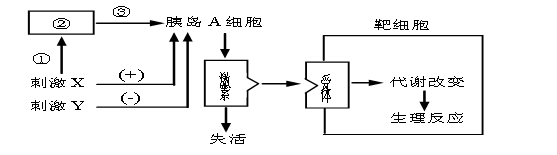 ③
②
胰岛 A 细胞
靶细胞
①
(+)
刺激 X
(-)
刺激 Y
代谢改变
生理反应
失活